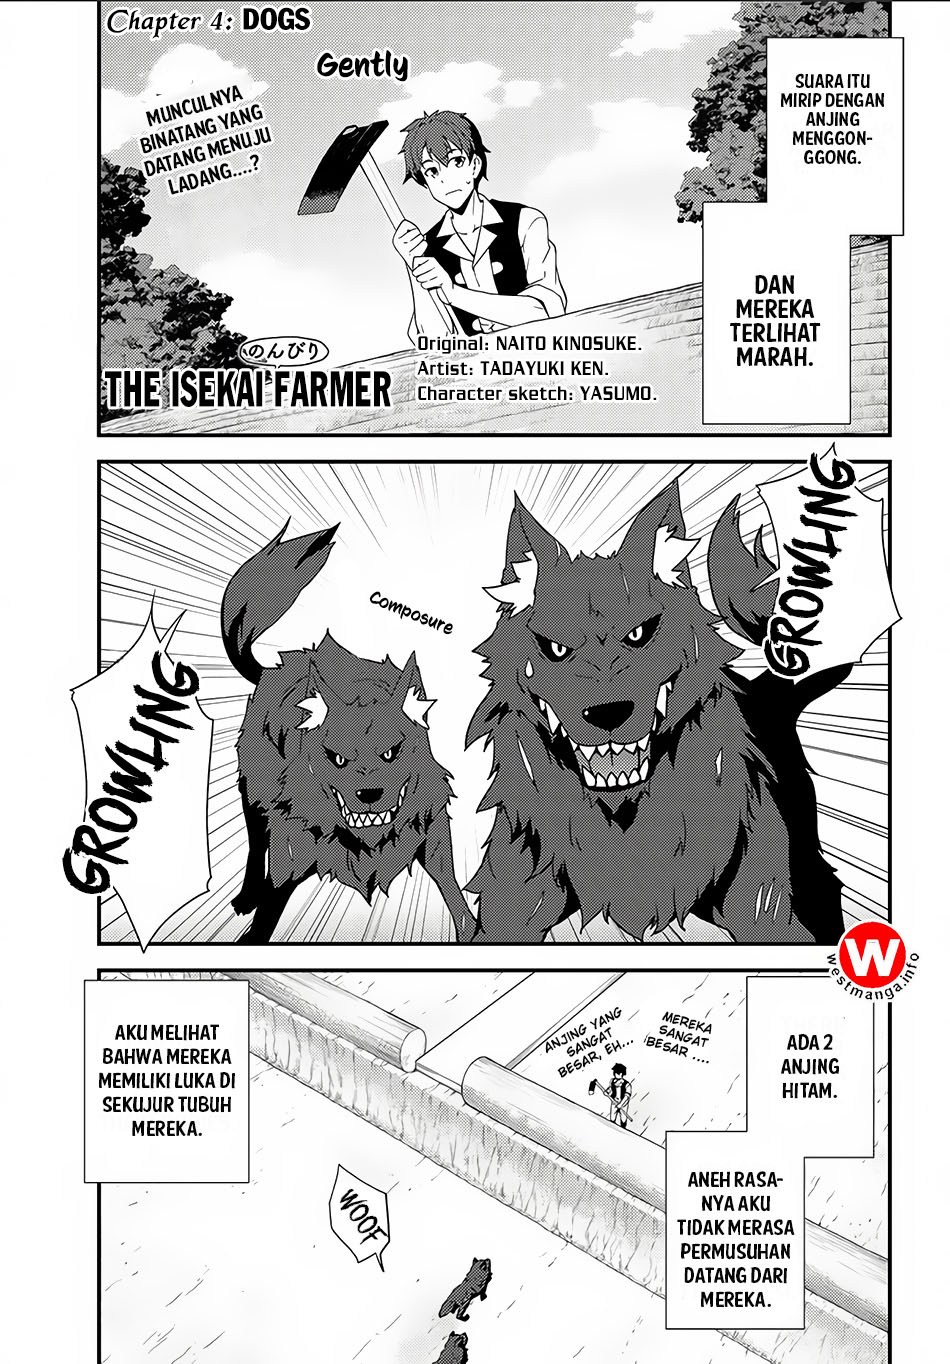 Chapter 4: DOGS
Gently
SUARA ITU
MIRIP DENGAN
ANJING
MENGGON-
GGONG.
MUNCULNYA
BINATANG YANG
DATANG MENUJU
LADANG....?
DAN
MEREKA
TERLIHAT
MARAH.
のんびり
THE ISEKAI FARMER
Original: NAITO KINOSUKE.
Artist: TADAYUKI KEN.
Character sketch: YASUMO.
GROWLING
Composure
GROWLING
W
westmanga.info
ADA 2
ANJING
HITAM.
MEREKA
SANGAT
BESAR ....
ANJING YANG
SANGAT
BESAR, EH...
ANEH RASA-
NYA AKU
TIDAK MERASA
PERMUSUHAN
DATANG DARI
MEREKA.
AKU MELIHAT
BAHWA MEREKA
MEMILIKI LUKA DI
SEKUJUR TUBUH
MEREKA.
WOOF